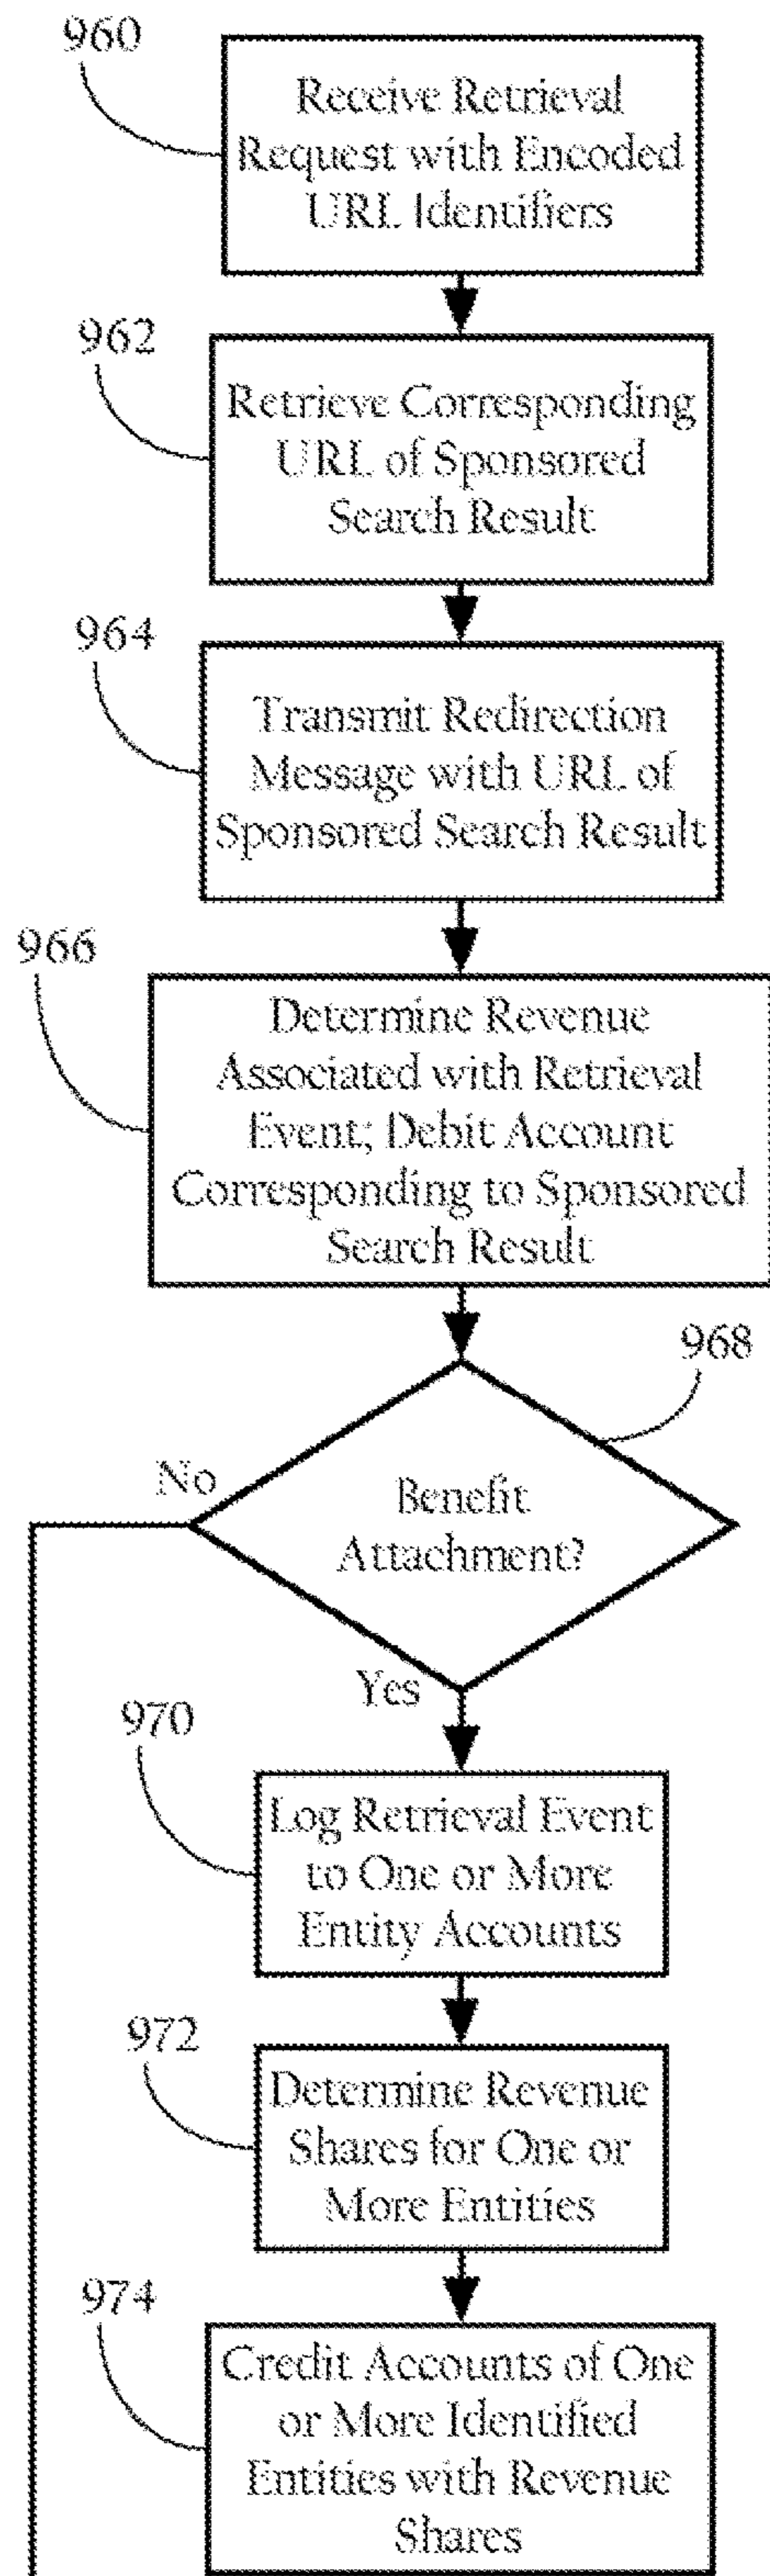 960
Receive Retrieval
Request with Encoded
URL Identifiers
962
Retrieve Corresponding
URL of Sponsored
Search Result
964
Transmit Redirection
Message with URL of
Sponsored Search Result
966
Determine Revenue
Associated with Retrieval
Event; Debit Account
Corresponding to Sponsored
Search Result
968
No
Benefit
Attachment?
Yes
970
Log Retrieval Event
to One or More
Entity Accounts
972
Determine Revenue
Shares for One or
More Entities
974
Credit Accounts of One
or More Identified
Entities with Revenue
Shares